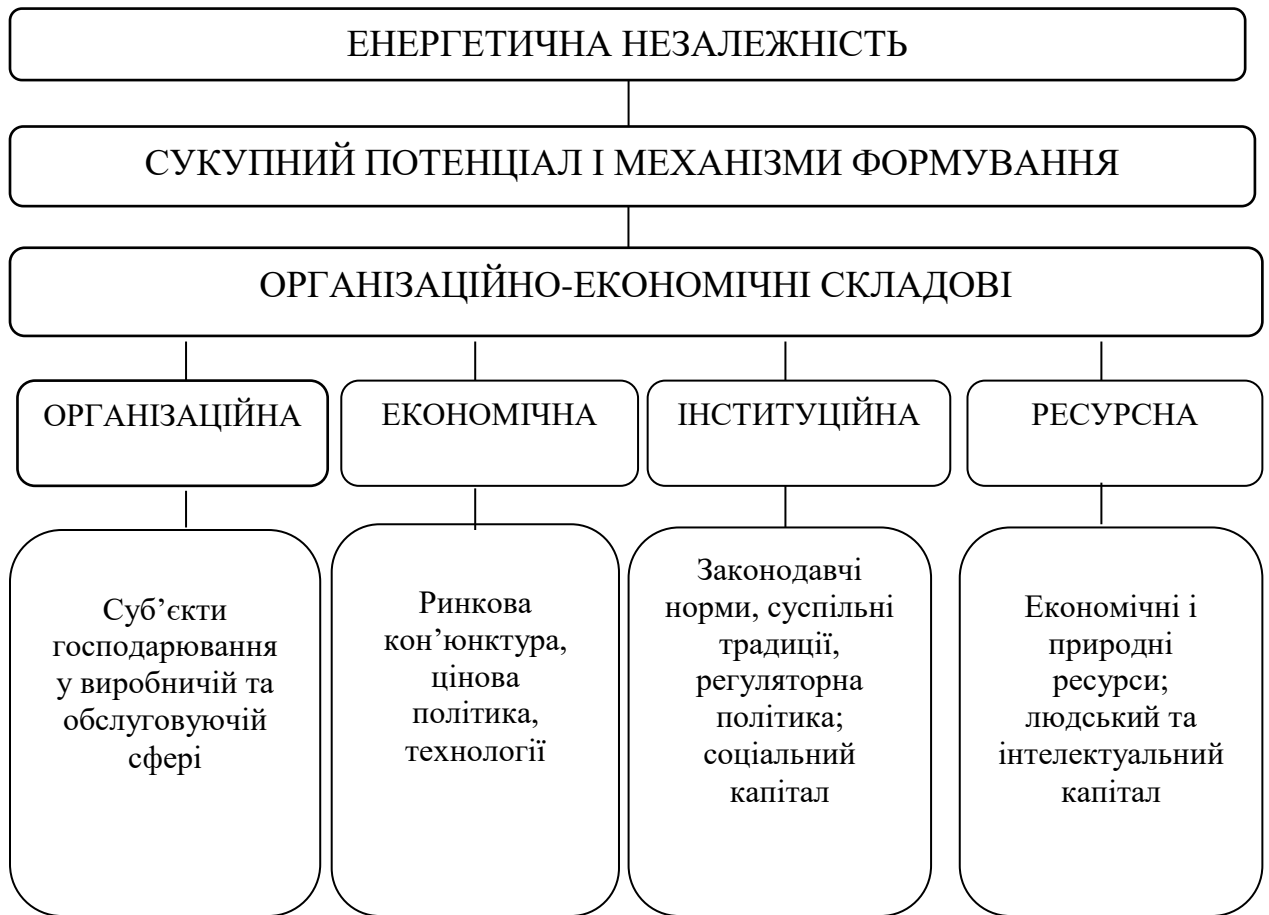 ЕНЕРГЕТИЧНА НЕЗАЛЕЖНІСТЬ
СУКУПНИЙ ПОТЕНЦІАЛ І МЕХАНІЗМИ ФОРМУВАННЯ
ОРГАНІЗАЦІЙНО-ЕКОНОМІЧНІ СКЛАДОВІ
ОРГАНІЗАЦІЙНА
ЕКОНОМІЧНА
ІНСТИТУЦІЙНА
РЕСУРСНА
Суб’єкти
господарювання
у виробничій та
обслуговуючій
сфері
Ринкова
кон’юнктура,
цінова
політика,
технології
Законодавчі
норми, суспільні
традиції,
регуляторна
політика;
соціальний
капітал
Економічні і
природні
ресурси;
людський та
інтелектуальний
капітал